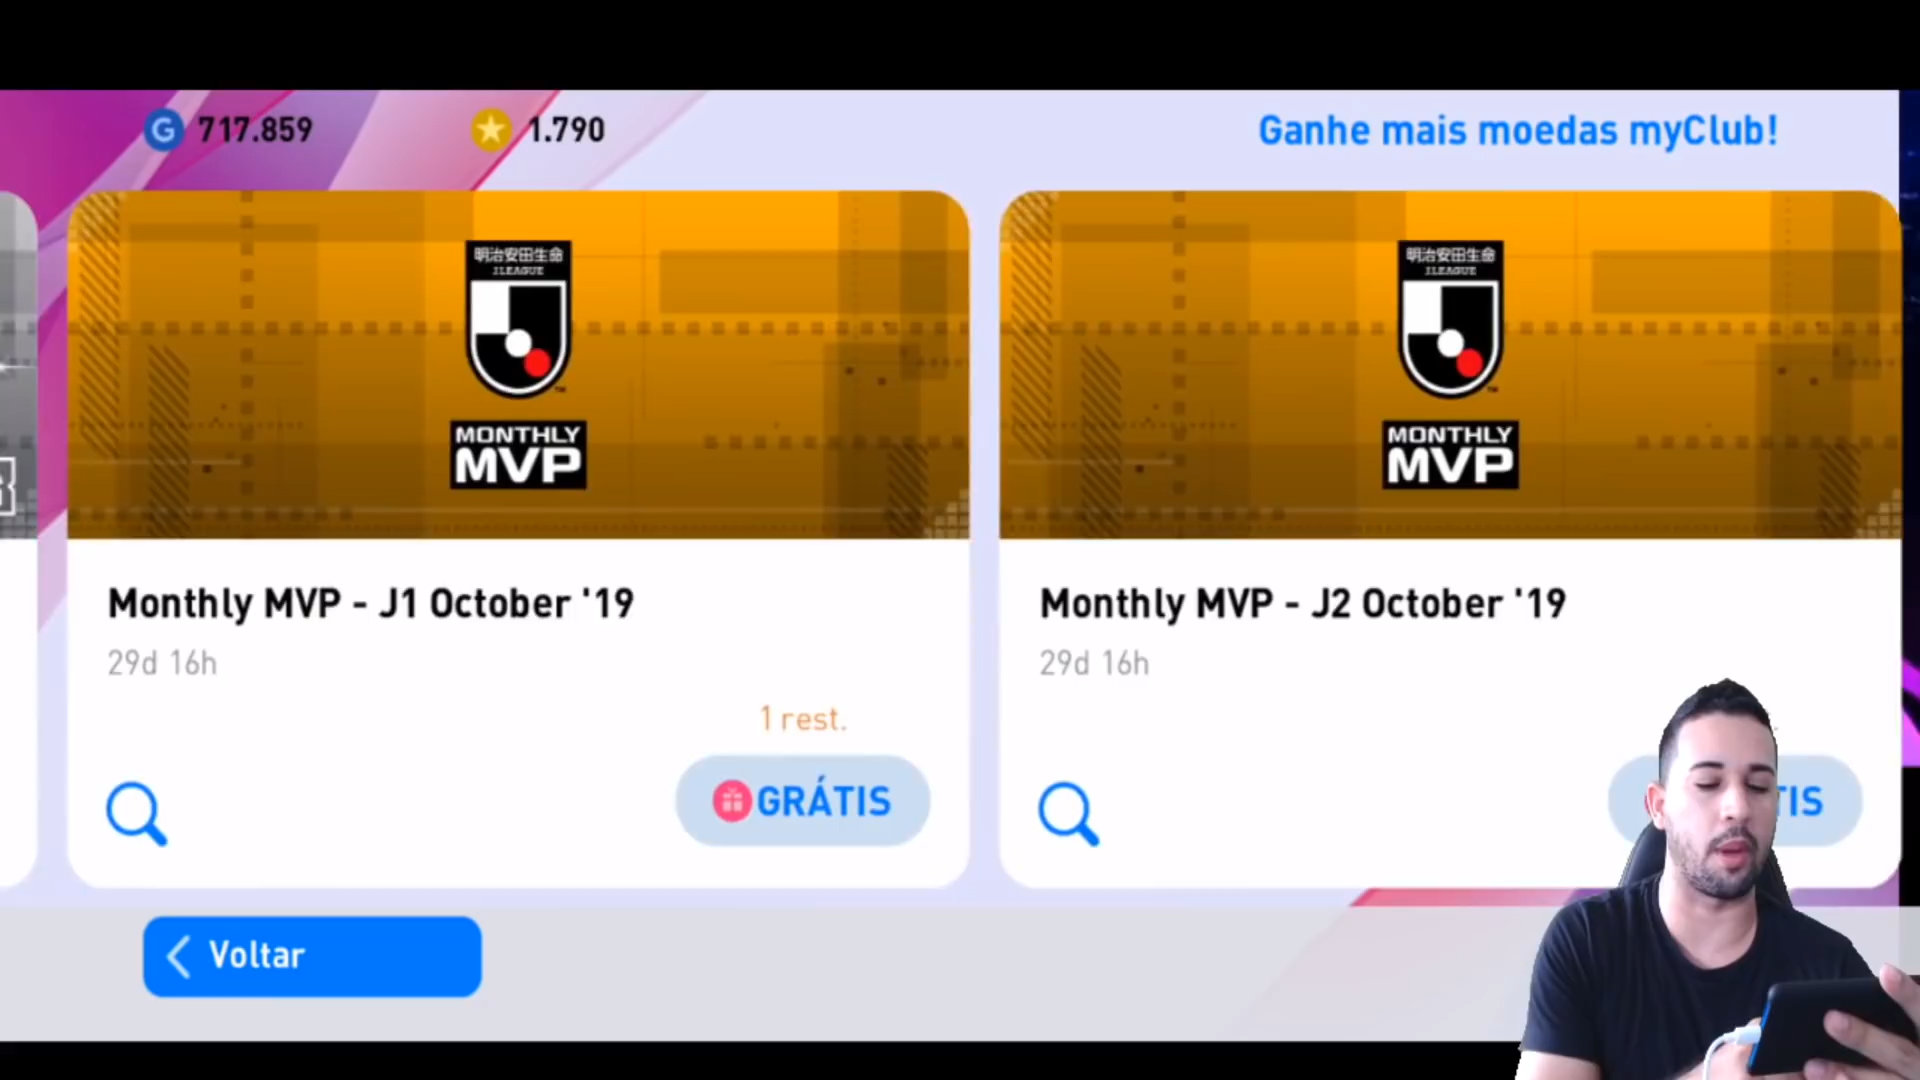 717.859
1.790
Ganhe mais moedas myClub!
明治安田生命
J.LEAGUE
MONTHLY
MVP
明治安田生命
J.LEAGUE
MONTHLY
MVP
Monthly MVP - J1 October '19
29d 16h
1 rest.
GRÁTIS
Monthly MVP - J2 October '19
29d 16h
Voltar